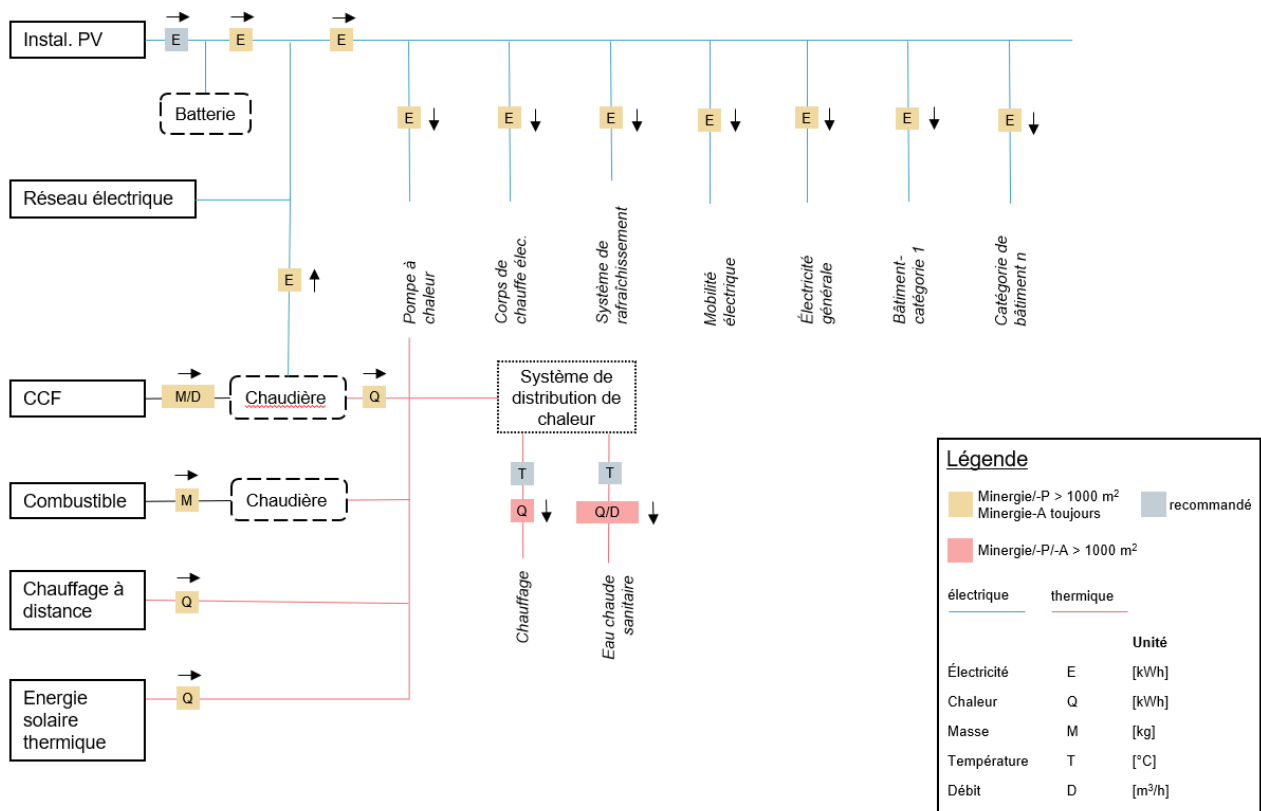 Instal. PV
E
E
E
Batterie
E
E
E
E
E
E
E
Réseau électrique
E
Pompe à
chaleur
Corps de
chauffe élec.
Système de
rafraîchissement
Mobilité
électrique
Électricité
générale
Bâtiment-
catégorie 1
Catégorie de
bâtiment n
CCF
M/D
Chaudière
Q
Système de
distribution de
chaleur
Combustible
M
Chaudière
T
T
Q
Q/D
Chauffage
Eau chaude
sanitaire
Chauffage à
distance
Q
Energie
solaire
thermique
Q
Légende
Minergie/-P > 1000 m²
Minergie-A toujours
recommandé
Minergie/-P/-A > 1000 m²
électrique thermique
Unité
Électricité E [kWh]
Chaleur Q [kWh]
Masse M [kg]
Température T [°C]
Débit D [m³/h]